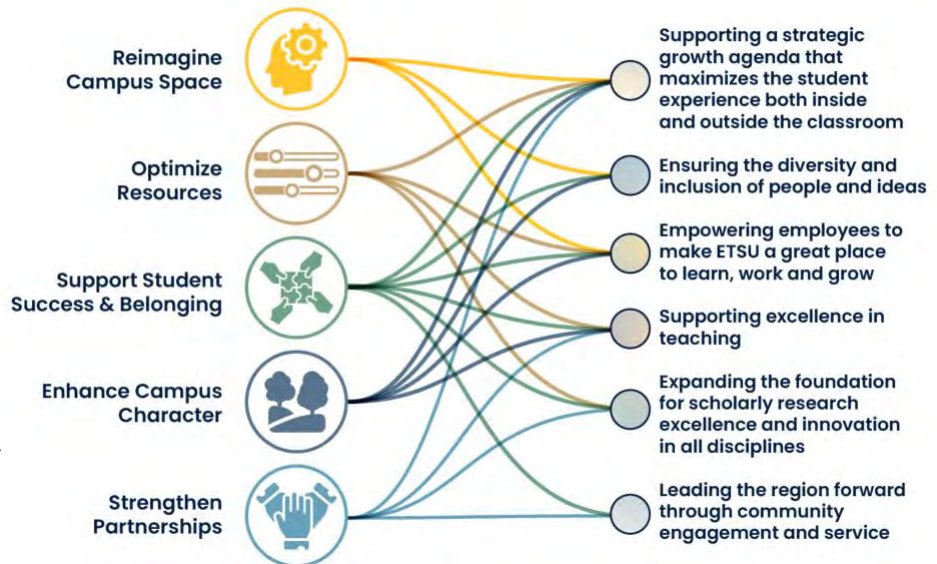 Reimagine
Campus Space
Optimize
Resources
Support Student
Success & Belonging
Enhance Campus
Character
Strengthen
Partnerships
Supporting a strategic
growth agenda that
maximizes the student
experience both inside
and outside the classroom
Ensuring the diversity and
inclusion of people and ideas
Empowering employees to
make ETSU a great place
to learn, work and grow
Supporting excellence in
teaching
Expanding the foundation
for scholarly research
excellence and innovation
in all disciplines
Leading the region forward
through community
engagement and service